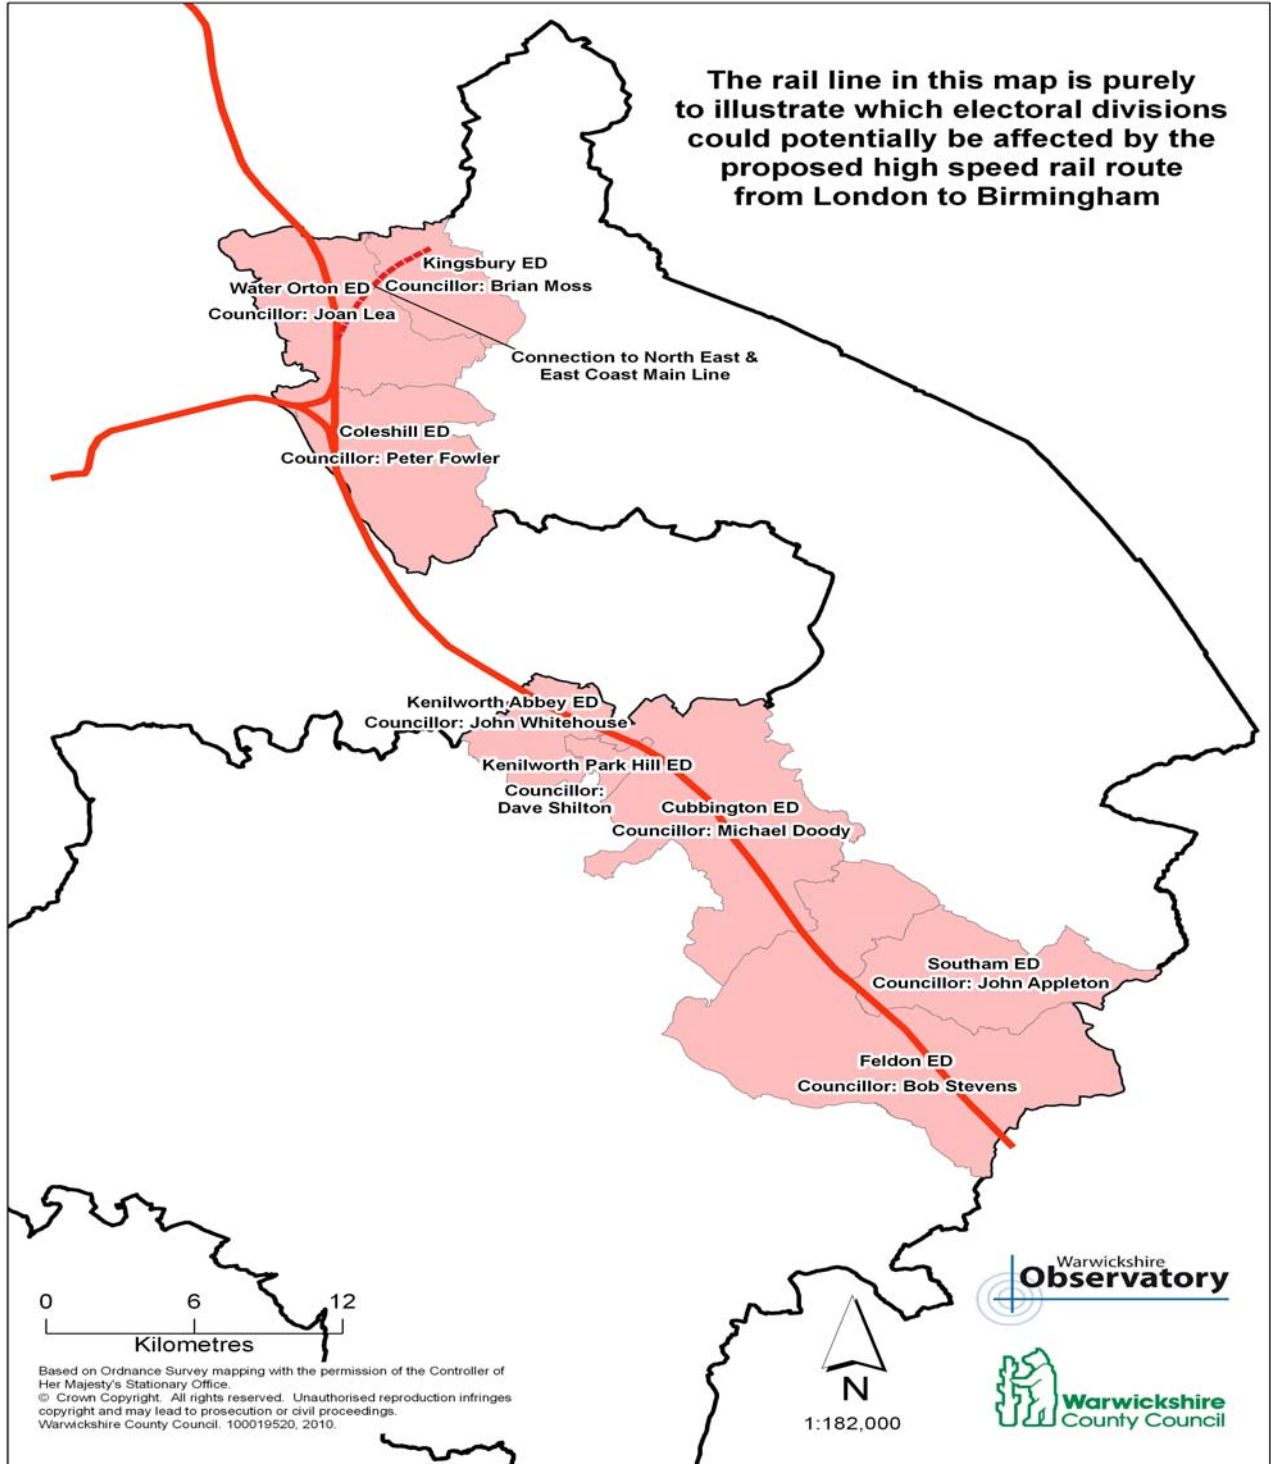 The rail line in this map is purely
to illustrate which electoral divisions
could potentially be affected by the
proposed high speed rail route
from London to Birmingham
Kingsbury ED
Councillor: Brian Moss
Water Orton ED
Councillor: Joan Lea
Connection to North East &
East Coast Main Line
Coleshill ED
Councillor: Peter Fowler
Kenilworth Abbey ED
Councillor: John Whitehouse
Kenilworth Park Hill ED
Councillor:
Dave Shilton
Cubbington ED
Councillor: Michael Doody
Southam ED
Councillor: John Appleton
Feldon ED
Councillor: Bob Stevens
Warwickshire
Observatory
0 6 12
Kilometres
Based on Ordnance Survey mapping with the permission of the Controller of
Her Majesty's Stationary Office.
© Crown Copyright. All rights reserved. Unauthorised reproduction infringes
copyright and may lead to prosecution or civil proceedings.
Warwickshire County Council. 100019520, 2010.
N
1:182,000
Warwickshire
County Council